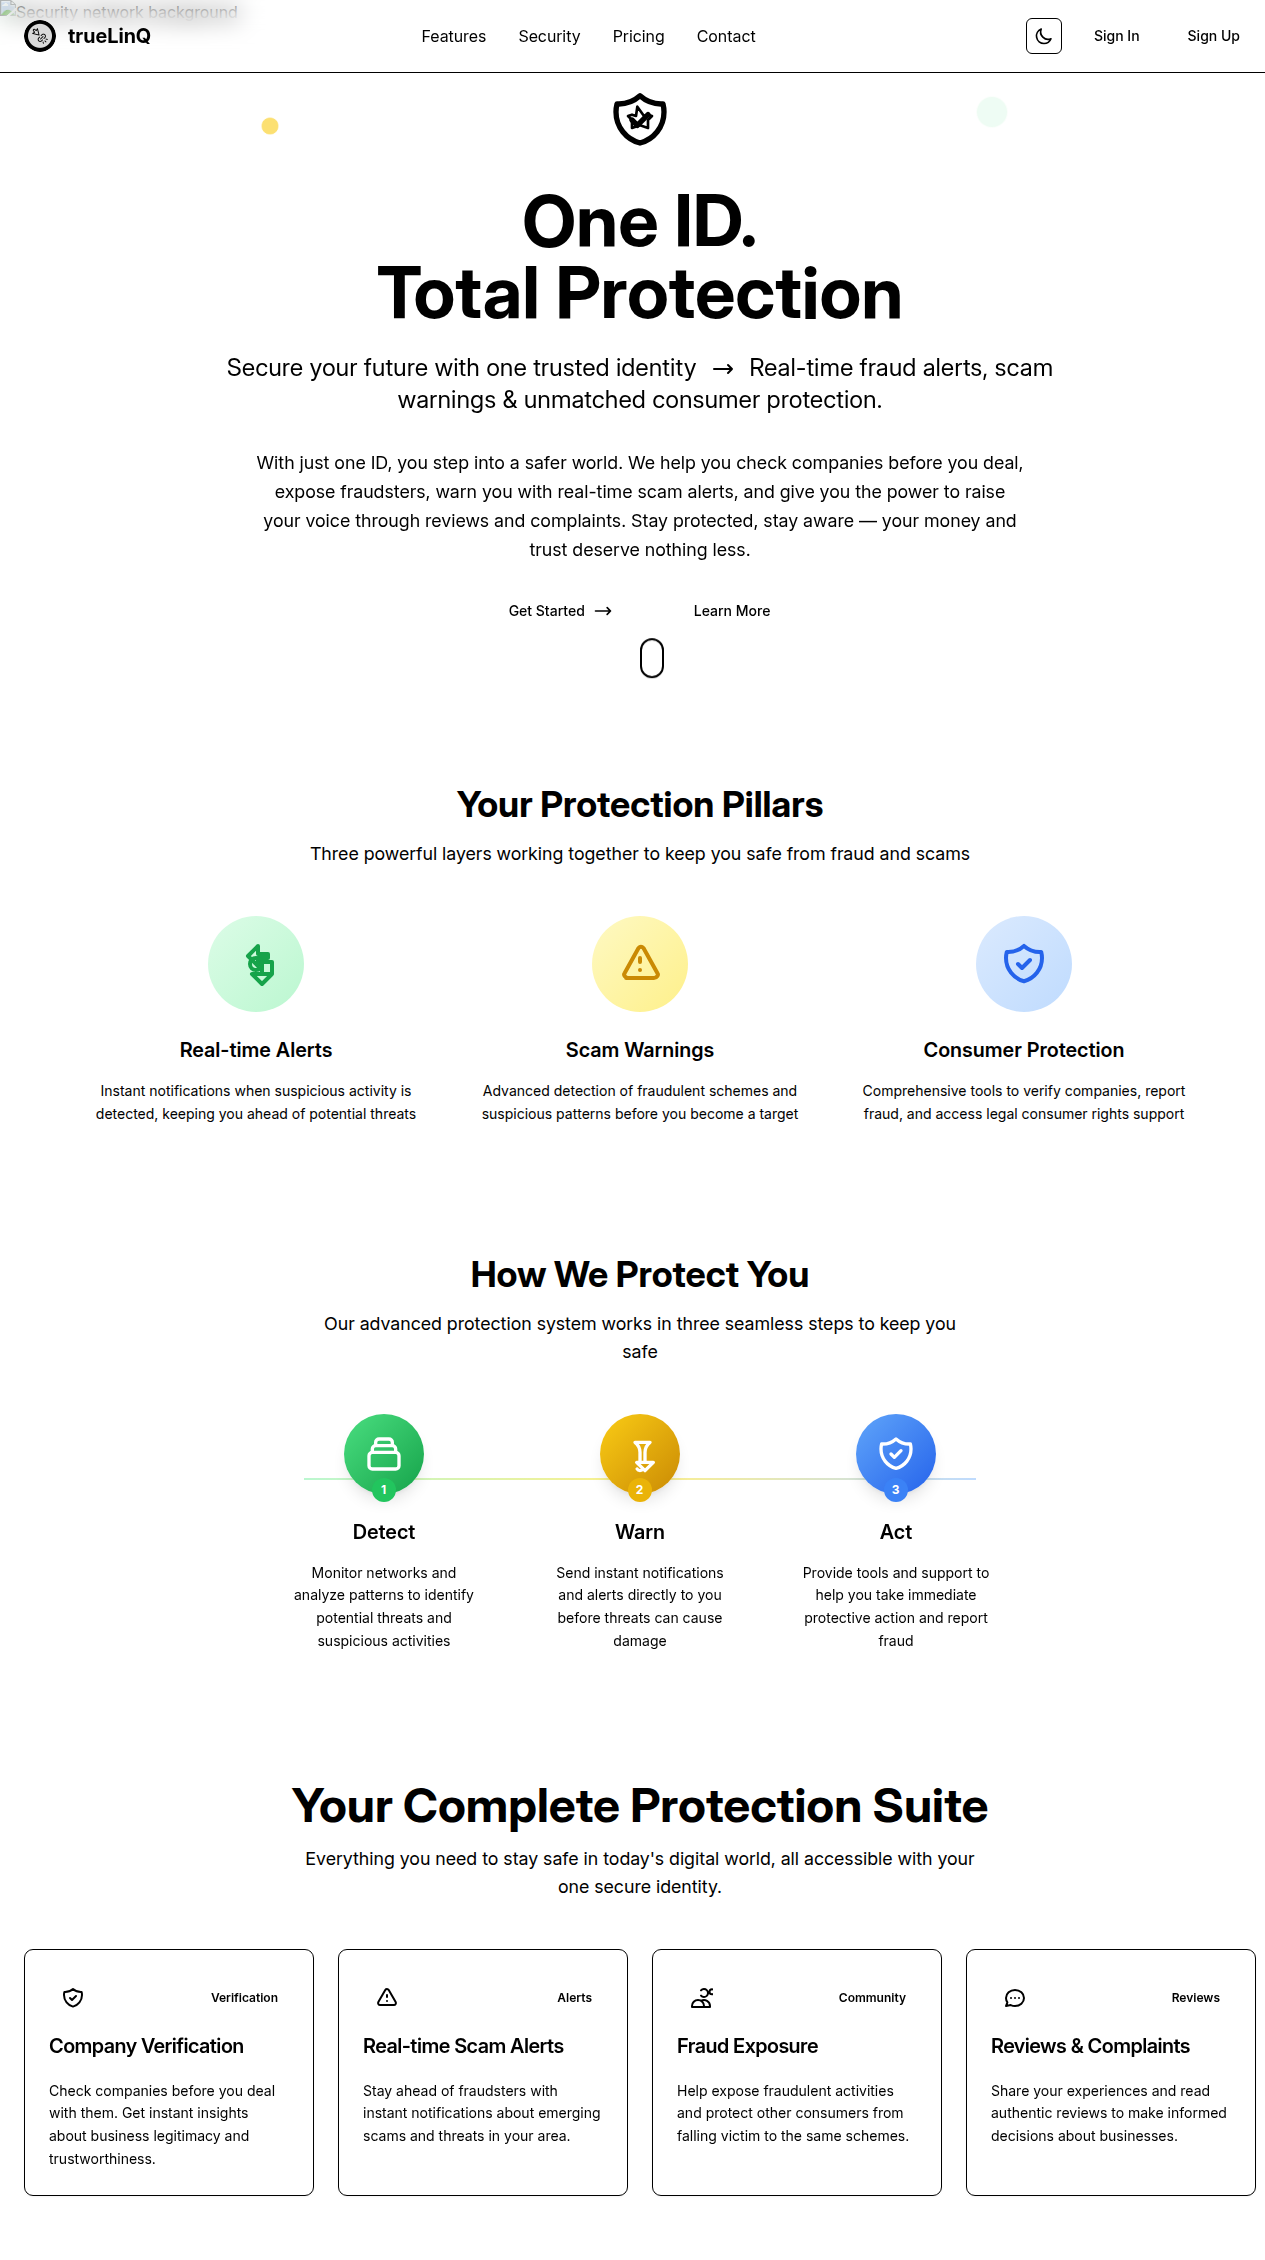 Security network background
trueLinQ
Features
Security
Pricing
Contact
Sign In
Sign Up
One ID.
Total Protection
Secure your future with one trusted identity → Real-time fraud alerts, scam
warnings & unmatched consumer protection.
With just one ID, you step into a safer world. We help you check companies before you deal,
expose fraudsters, warn you with real-time scam alerts, and give you the power to raise
your voice through reviews and complaints. Stay protected, stay aware — your money and
trust deserve nothing less.
Get Started →
Learn More
Your Protection Pillars
Three powerful layers working together to keep you safe from fraud and scams
Real-time Alerts
Instant notifications when suspicious activity is
detected, keeping you ahead of potential threats
Scam Warnings
Advanced detection of fraudulent schemes and
suspicious patterns before you become a target
Consumer Protection
Comprehensive tools to verify companies, report
fraud, and access legal consumer rights support
How We Protect You
Our advanced protection system works in three seamless steps to keep you
safe
1
Detect
Monitor networks and
analyze patterns to identify
potential threats and
suspicious activities
2
Warn
Send instant notifications
and alerts directly to you
before threats can cause
damage
3
Act
Provide tools and support to
help you take immediate
protective action and report
fraud
Your Complete Protection Suite
Everything you need to stay safe in today's digital world, all accessible with your
one secure identity.
Verification
Company Verification
Check companies before you deal
with them. Get instant insights
about business legitimacy and
trustworthiness.
Alerts
Real-time Scam Alerts
Stay ahead of fraudsters with
instant notifications about emerging
scams and threats in your area.
Community
Fraud Exposure
Help expose fraudulent activities
and protect other consumers from
falling victim to the same schemes.
Reviews
Reviews & Complaints
Share your experiences and read
authentic reviews to make informed
decisions about businesses.